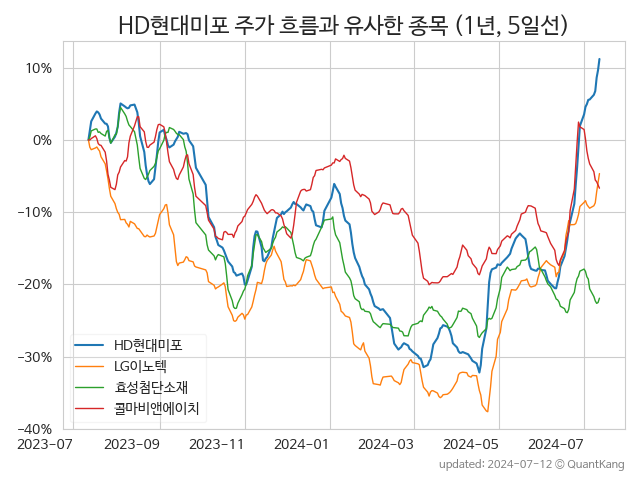 HD현대미포 주가 흐름과 유사한 종목 (1년, 5일선)
10%
0%
−10%
−20%
−30%
−40%
HD현대미포
LG이노텍
효성첨단소재
콜마비앤에이치
2023-07 2023-09 2023-11 2024-01 2024-03 2024-05 2024-07
updated: 2024-07-12 © QuantKang